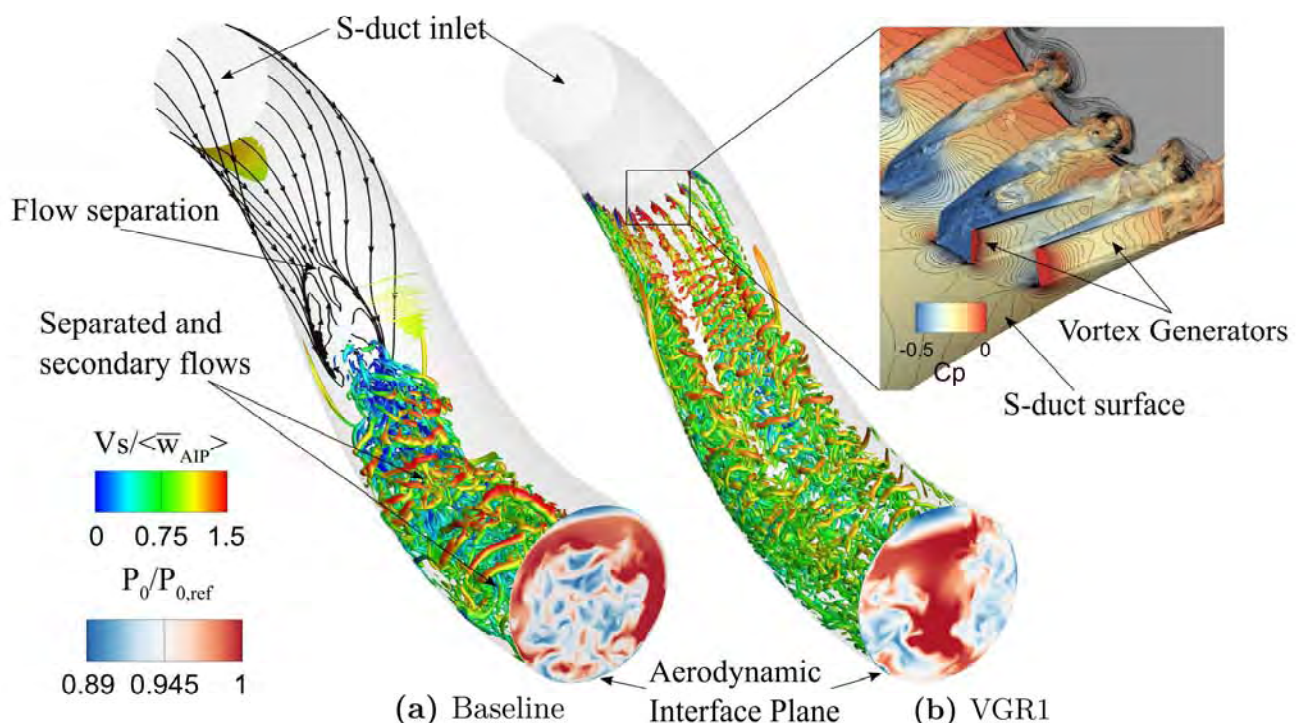 S-duct inlet
Flow separation
Separated and
secondary flows
Vs/<w̅_AIP>
0 0.75 1.5
P₀/P₀,ref
0.89 0.945 1
-0.5 0
Cp
Vortex Generators
S-duct surface
Aerodynamic
Interface Plane
(a) Baseline
(b) VGR1